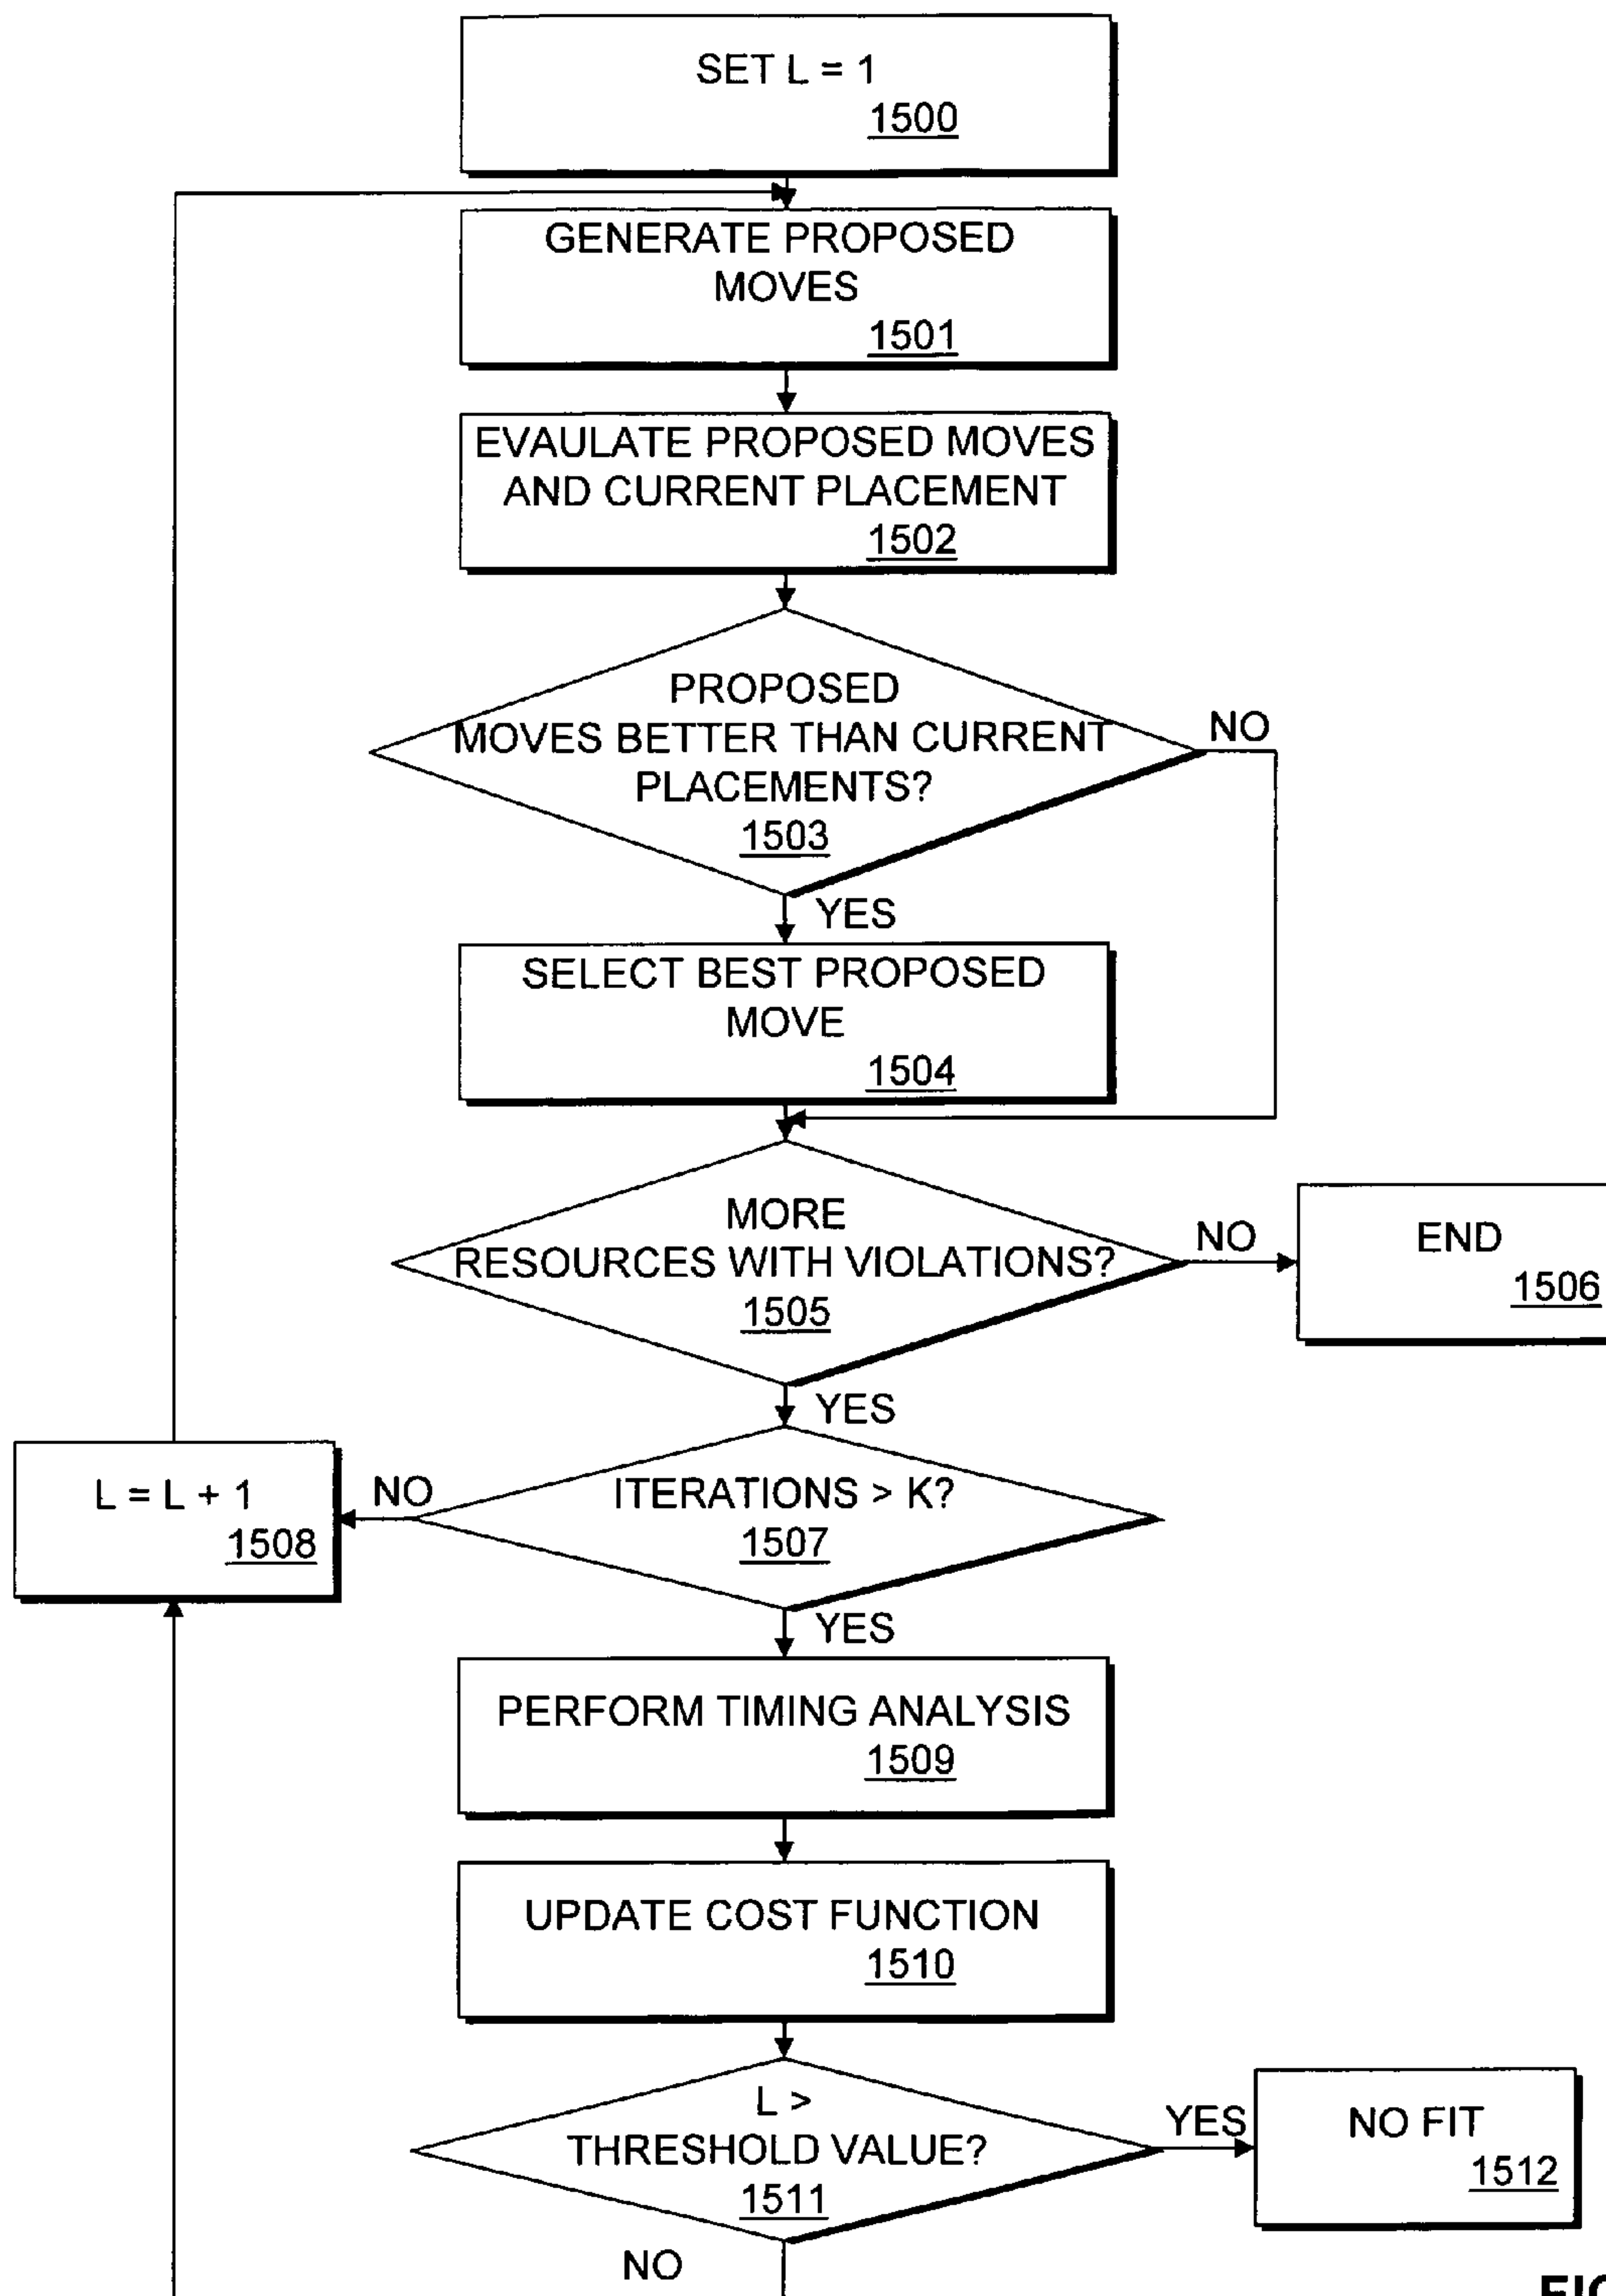 SET L = 1
1500
GENERATE PROPOSED
MOVES
1501
EVAULATE PROPOSED MOVES
AND CURRENT PLACEMENT
1502
PROPOSED
MOVES BETTER THAN CURRENT
PLACEMENTS?
1503
NO
YES
SELECT BEST PROPOSED
MOVE
1504
MORE
RESOURCES WITH VIOLATIONS?
1505
NO
END
1506
YES
ITERATIONS > K?
1507
NO
L = L + 1
1508
YES
PERFORM TIMING ANALYSIS
1509
UPDATE COST FUNCTION
1510
L >
THRESHOLD VALUE?
1511
YES
NO FIT
1512
NO